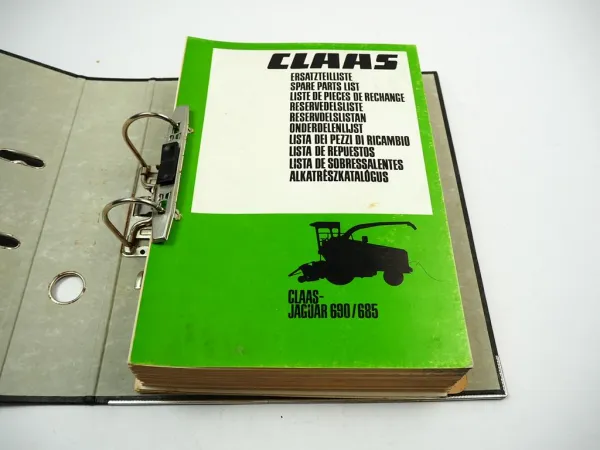 CLAAS
ERSATZTEILLISTE
SPARE PARTS LIST
LISTE DE PIECES DE RECHANGE
RESERVEDELSLISTE
RESERVDELSLISTAN
ONDERDELENLIJST
LISTA DEI PEZZI DI RICAMBIO
LISTA DE REPUESTOS
LISTA DE SOBRESSALENTES
ALKATRÈSZKATALÓGUS
CLAAS-
JAGUAR 690/685